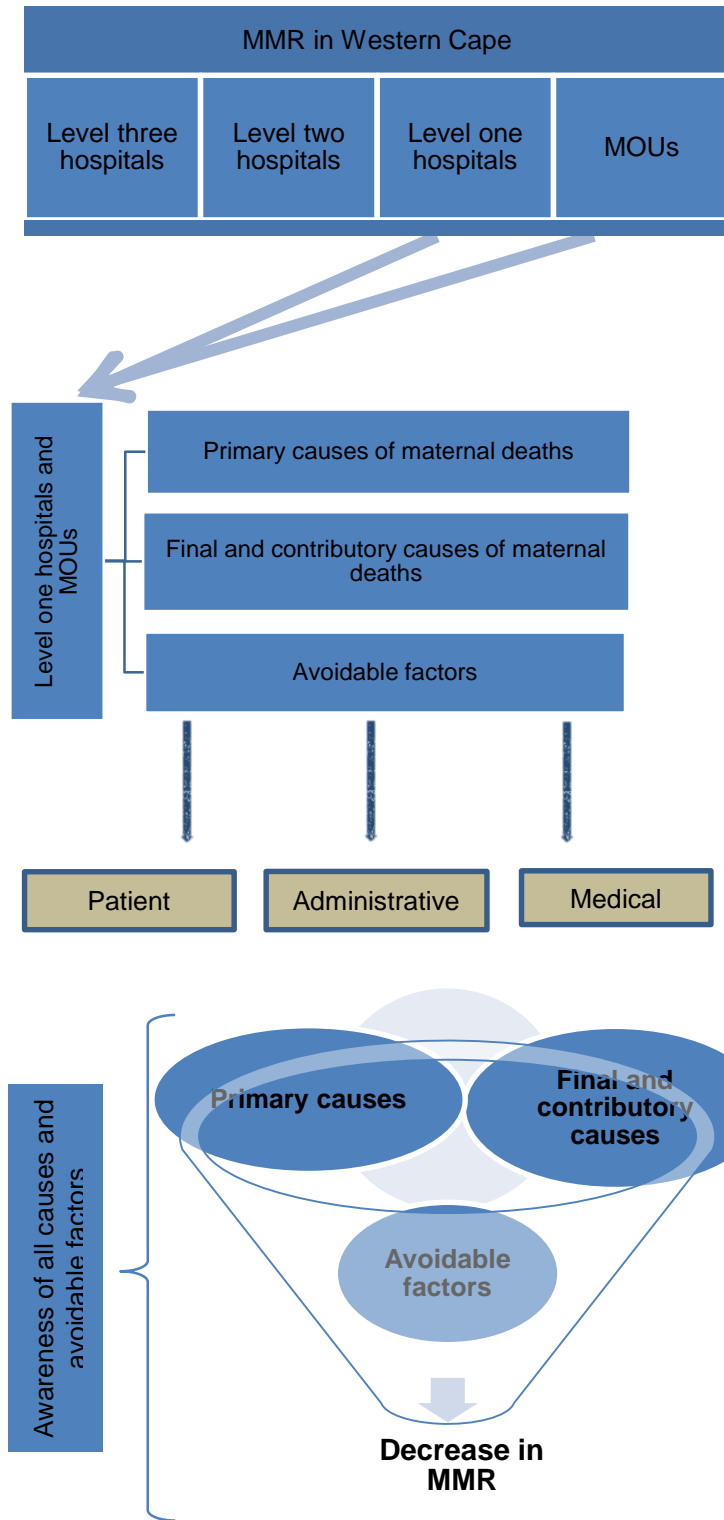 MMR in Western Cape
Level three
hospitals
Level two
hospitals
Level one
hospitals
MOUs
Level one hospitals and
MOUs
Primary causes of maternal deaths
Final and contributory causes of maternal
deaths
Avoidable factors
Patient
Administrative
Medical
Awareness of all causes and
avoidable factors
Primary causes
Final and
contributory
causes
Avoidable
factors
Decrease in
MMR